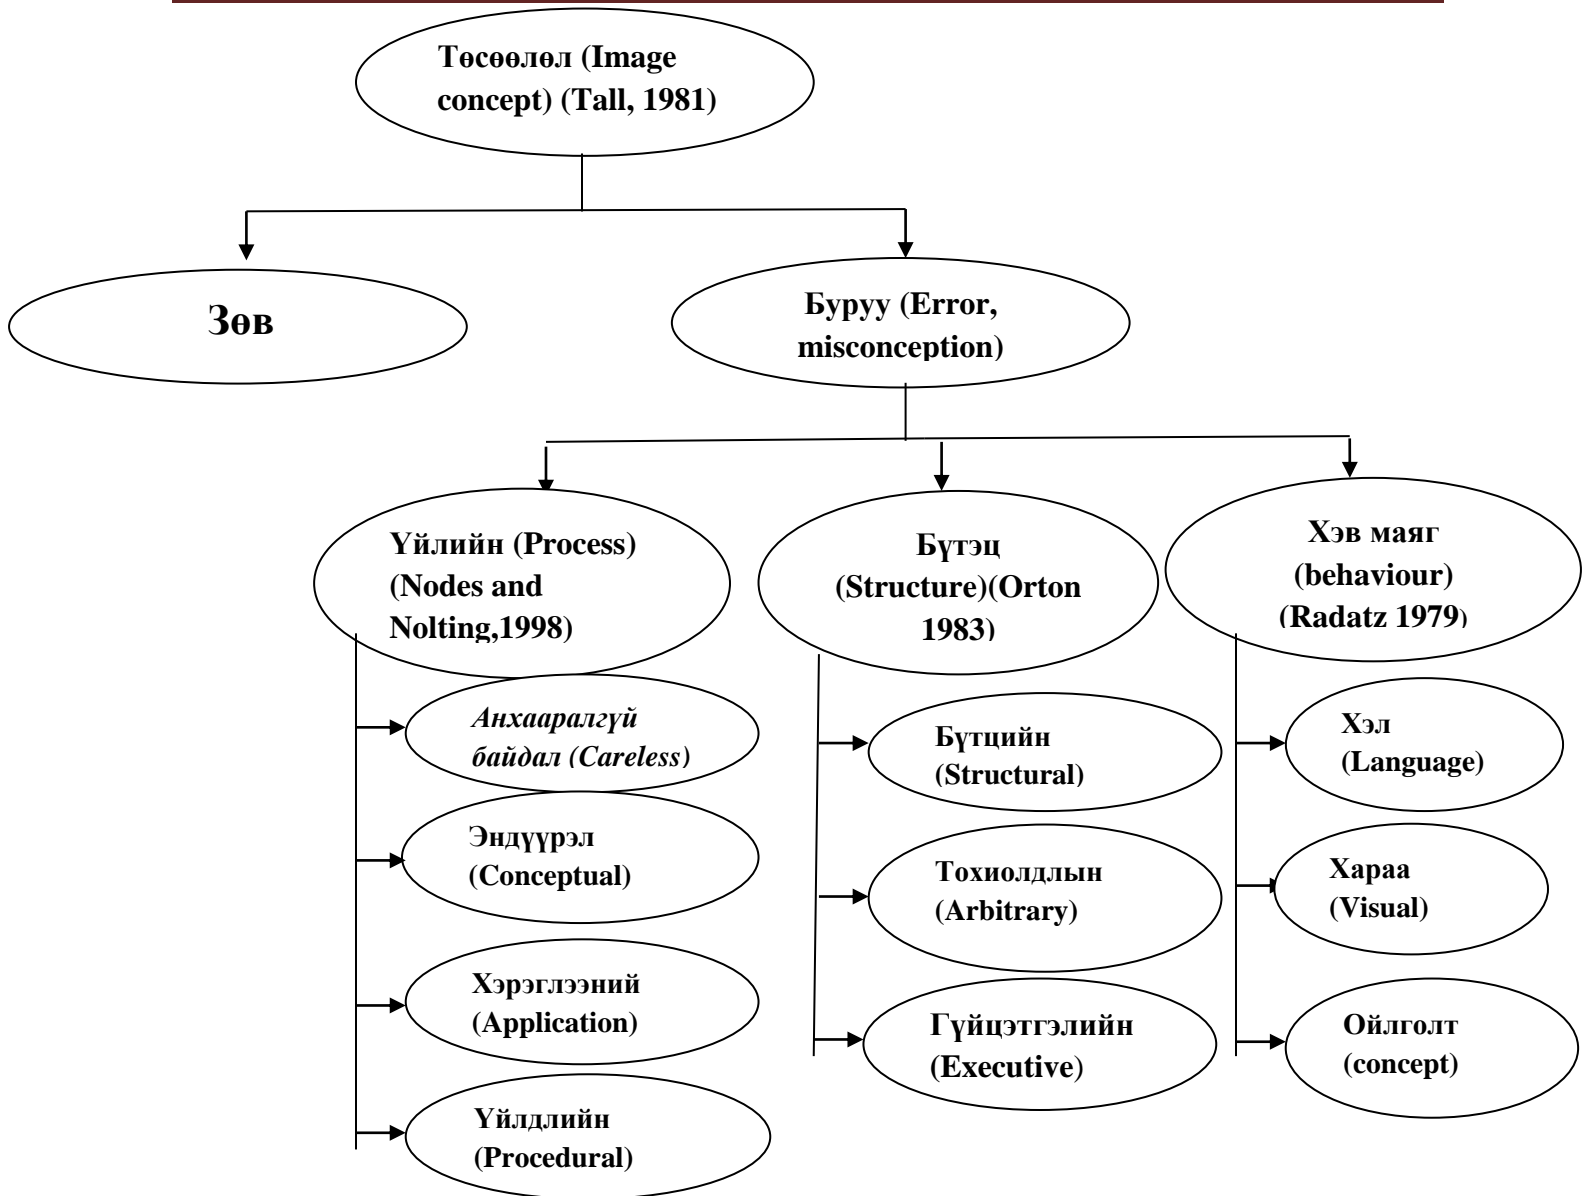 Төсөөлөл (Image
concept) (Tall, 1981)
Зөв
Буруу (Error,
misconception)
Үйлийн (Process)
(Nodes and
Nolting,1998)
Бүтэц
(Structure)(Orton
1983)
Хэв маяг
(behaviour)
(Radatz 1979)
Анхааралгүй
байдал (Careless)
Эндүүрэл
(Conceptual)
Хэрэглээний
(Application)
Үйлдлийн
(Procedural)
Бүтцийн
(Structural)
Тохиолдлын
(Arbitrary)
Гүйцэтгэлийн
(Executive)
Хэл
(Language)
Хараа
(Visual)
Ойлголт
(concept)